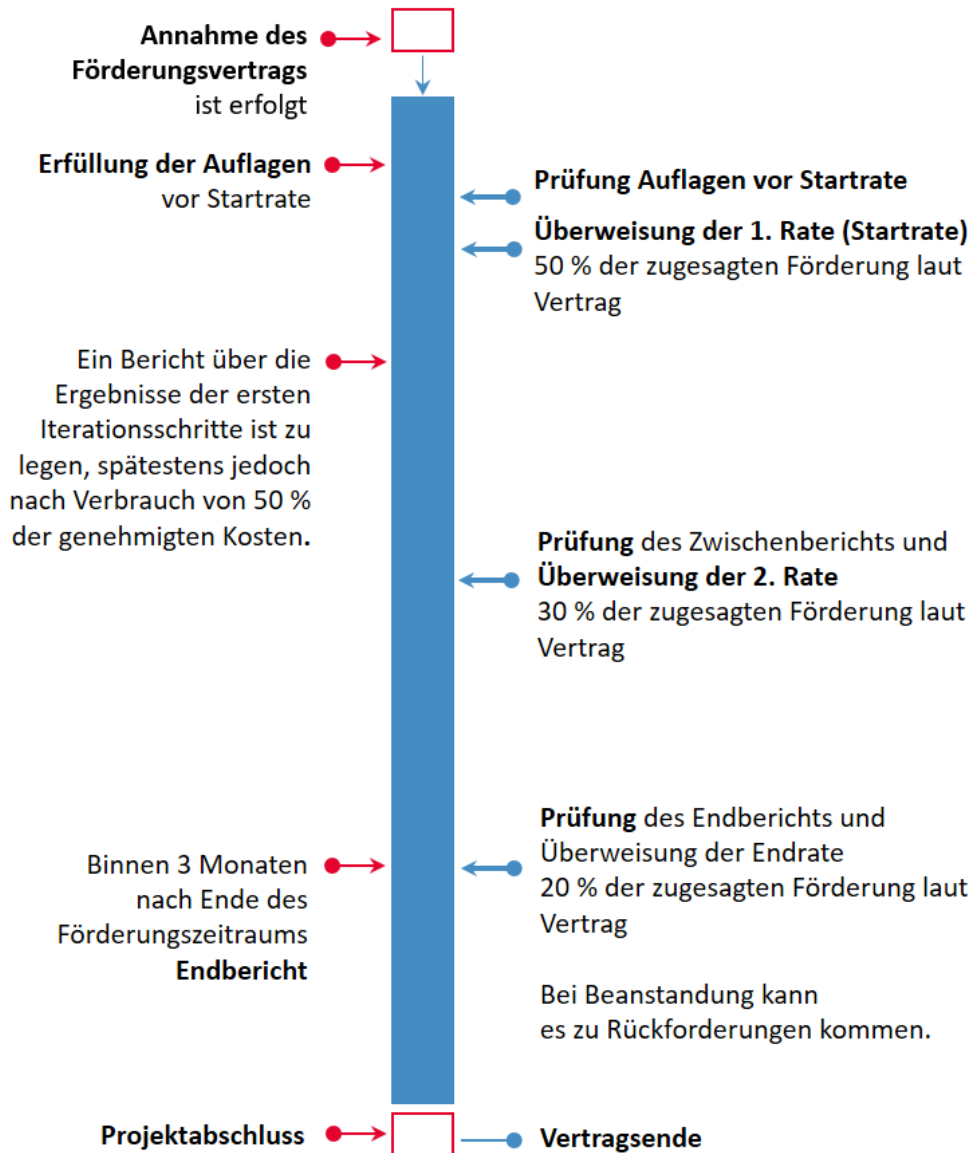 Annahme des
Förderungsvertrags
ist erfolgt
Erfüllung der Auflagen
vor Startrate
Prüfung Auflagen vor Startrate
Überweisung der 1. Rate (Startrate)
50 % der zugesagten Förderung laut
Vertrag
Ein Bericht über die
Ergebnisse der ersten
Iterationsschritte ist zu
legen, spätestens jedoch
nach Verbrauch von 50 %
der genehmigten Kosten.
Prüfung des Zwischenberichts und
Überweisung der 2. Rate
30 % der zugesagten Förderung laut
Vertrag
Binnen 3 Monaten
nach Ende des
Förderungszeitraums
Endbericht
Prüfung des Endberichts und
Überweisung der Endrate
20 % der zugesagten Förderung laut
Vertrag
Bei Beanstandung kann
es zu Rückforderungen kommen.
Projektabschluss
Vertragsende